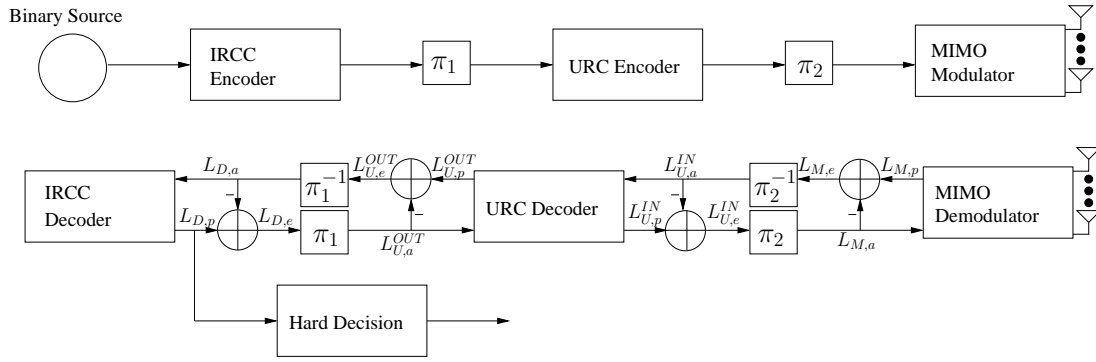 Binary Source
IRCC
Encoder
π₁
URC Encoder
π₂
MIMO
Modulator
IRCC
Decoder
L_{D,a}
L_{D,p}
−
L_{D,e}
π₁⁻¹
π₁
L_{U,e}^{OUT}
L_{U,p}^{OUT}
−
L_{U,a}^{OUT}
URC Decoder
L_{U,a}^{IN}
L_{U,p}^{IN}
−
L_{U,e}^{IN}
π₂⁻¹
π₂
L_{M,e}
L_{M,p}
−
L_{M,a}
MIMO
Demodulator
Hard Decision